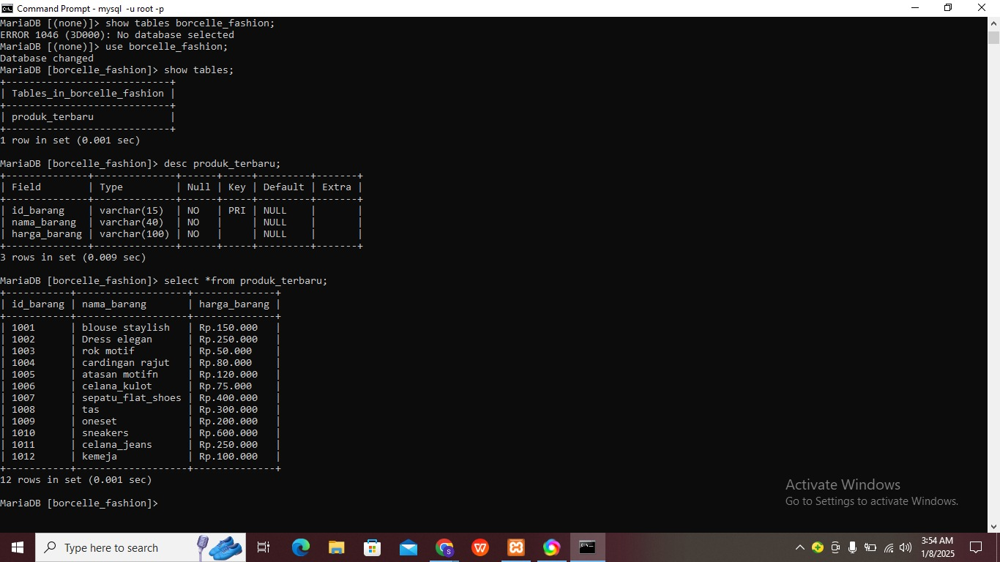 Command Prompt - mysql -u root -p
MariaDB [(none)]> show tables borcelle_fashion;
ERROR 1046 (3D000): No database selected
MariaDB [(none)]> use borcelle_fashion;
Database changed
MariaDB [borcelle_fashion]> show tables;
+----------------------------+
| Tables_in_borcelle_fashion |
+----------------------------+
| produk_terbaru             |
+----------------------------+
1 row in set (0.001 sec)
MariaDB [borcelle_fashion]> desc produk_terbaru;
+--------------+--------------+------+-----+---------+-------+
| Field        | Type         | Null | Key | Default | Extra |
+--------------+--------------+------+-----+---------+-------+
| id_barang    | varchar(15)  | NO   | PRI | NULL    |       |
| nama_barang  | varchar(40)  | NO   |     | NULL    |       |
| harga_barang | varchar(100) | NO   |     | NULL    |       |
+--------------+--------------+------+-----+---------+-------+
3 rows in set (0.009 sec)
MariaDB [borcelle_fashion]> select *from produk_terbaru;
+-----------+-------------------+--------------+
| id_barang | nama_barang       | harga_barang |
+-----------+-------------------+--------------+
| 1001      | blouse staylish   | Rp.150.000   |
| 1002      | Dress elegan      | Rp.250.000   |
| 1003      | rok motif         | Rp.50.000    |
| 1004      | cardingan rajut   | Rp.80.000    |
| 1005      | atasan motifn     | Rp.120.000   |
| 1006      | celana_kulot      | Rp.75.000    |
| 1007      | sepatu_flat_shoes | Rp.400.000   |
| 1008      | tas               | Rp.300.000   |
| 1009      | oneset            | Rp.200.000   |
| 1010      | sneakers          | Rp.600.000   |
| 1011      | celana_jeans      | Rp.250.000   |
| 1012      | kemeja            | Rp.100.000   |
+-----------+-------------------+--------------+
12 rows in set (0.001 sec)
MariaDB [borcelle_fashion]>
Activate Windows
Go to Settings to activate Windows.
Type here to search
3:54 AM
1/8/2025